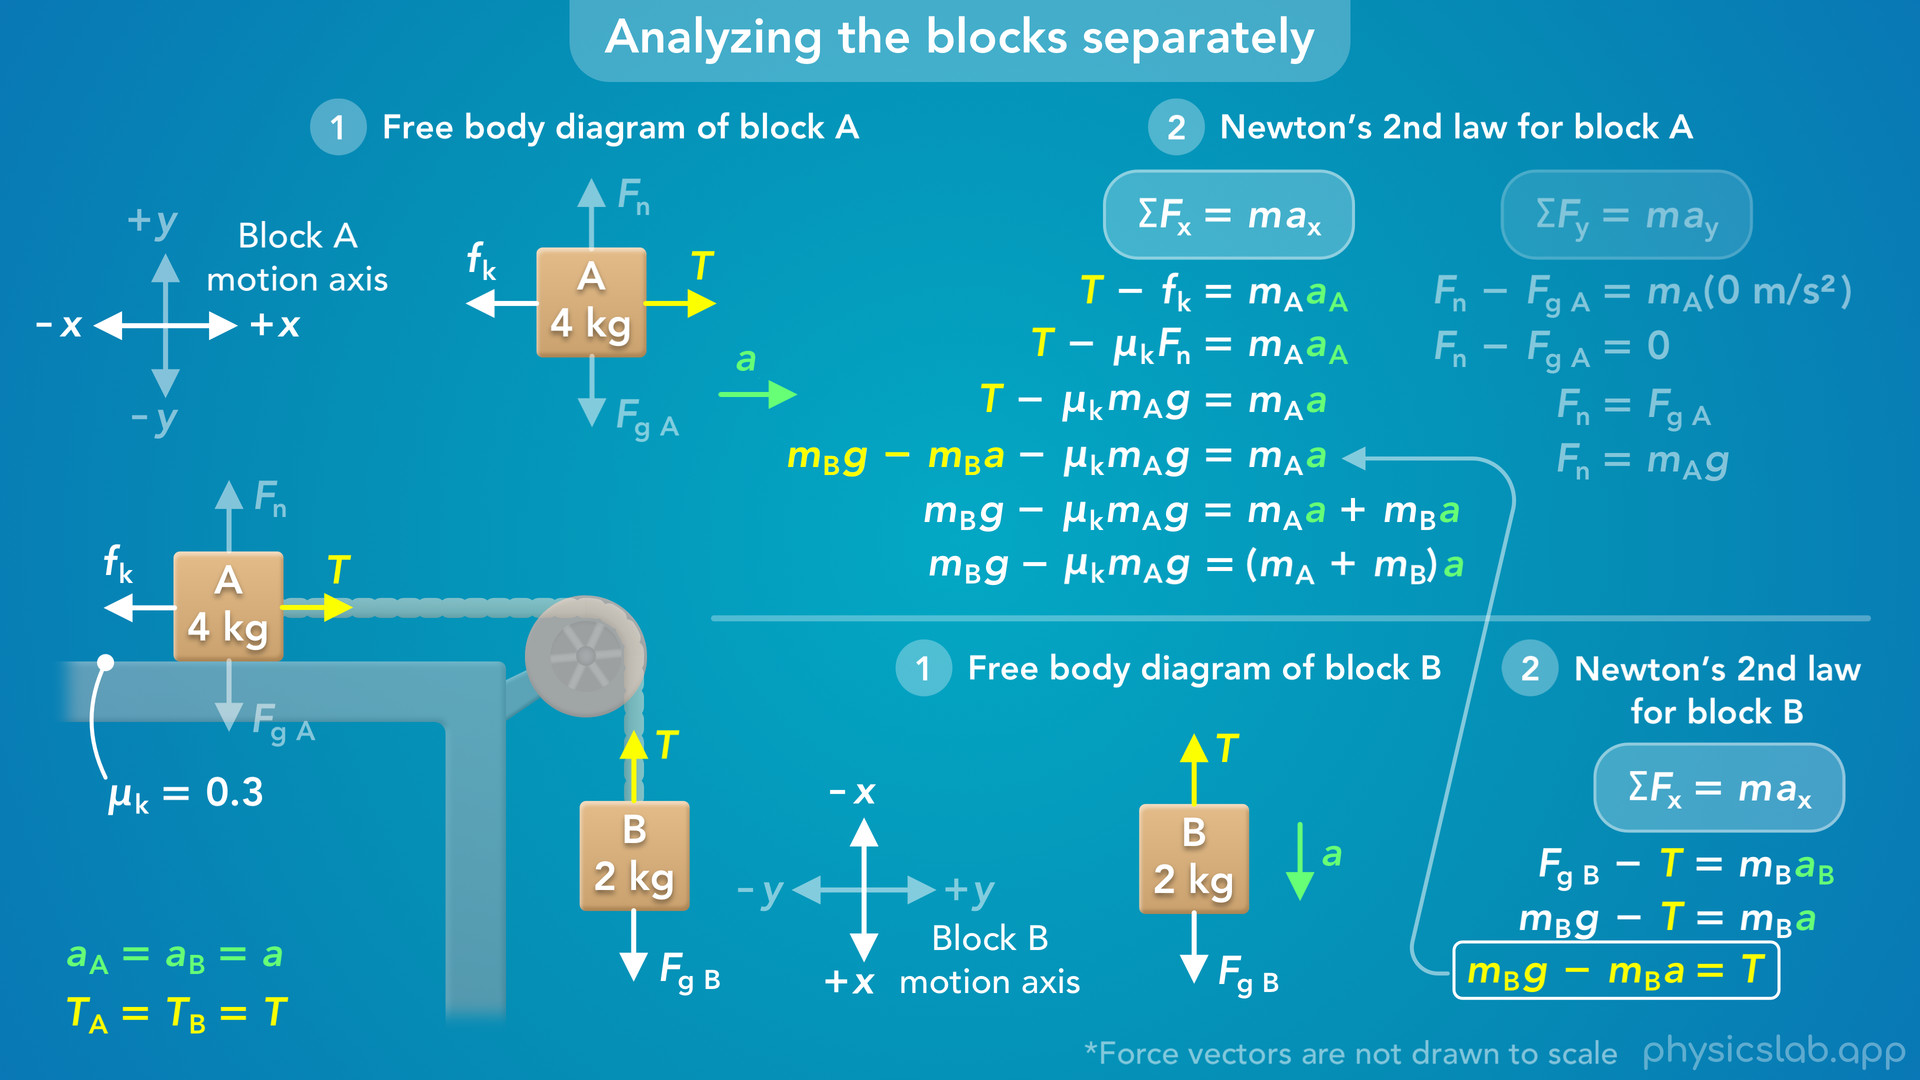 Analyzing the blocks separately
1 Free body diagram of block A
+y
Block A
motion axis
-x
+x
-y
Fn
fk
T
A
4 kg
a
Fg A
2 Newton's 2nd law for block A
ΣFx = max
T − fk = mAaA
T − μkFn = mAaA
T − μkmAg = mAa
mBg − mBa − μkmAg = mAa
mBg − μkmAg = mAa + mBa
mBg − μkmAg = (mA + mB)a
ΣFy = may
Fn − Fg A = mA(0 m/s²)
Fn − Fg A = 0
Fn = Fg A
Fn = mAg
Fn
fk
T
A
4 kg
Fg A
μk = 0.3
T
B
2 kg
Fg B
aA = aB = a
TA = TB = T
1 Free body diagram of block B
-x
-y
+y
+x
Block B
motion axis
T
B
2 kg
a
Fg B
2 Newton's 2nd law
for block B
ΣFx = max
Fg B − T = mBaB
mBg − T = mBa
mBg − mBa = T
*Force vectors are not drawn to scale
physicslab.app